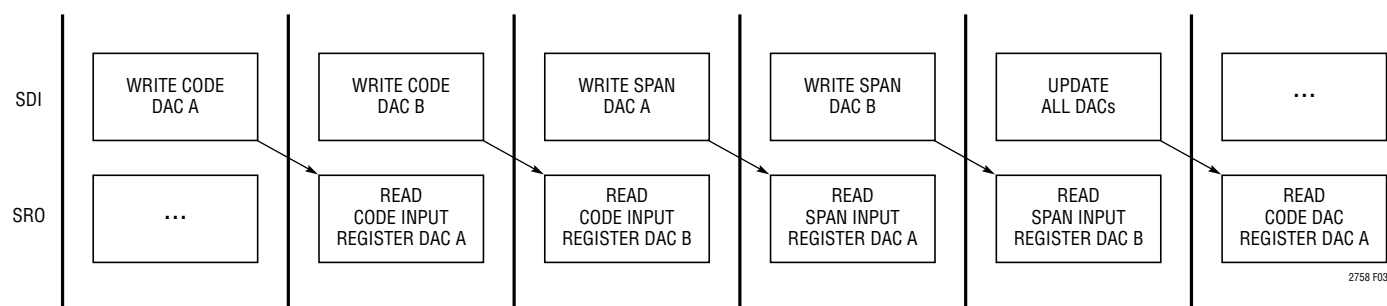 SDI
WRITE CODE
DAC A
WRITE CODE
DAC B
WRITE SPAN
DAC A
WRITE SPAN
DAC B
UPDATE
ALL DACs
...
SRO
...
READ
CODE INPUT
REGISTER DAC A
READ
CODE INPUT
REGISTER DAC B
READ
SPAN INPUT
REGISTER DAC A
READ
SPAN INPUT
REGISTER DAC B
READ
CODE DAC
REGISTER DAC A
2758 F03